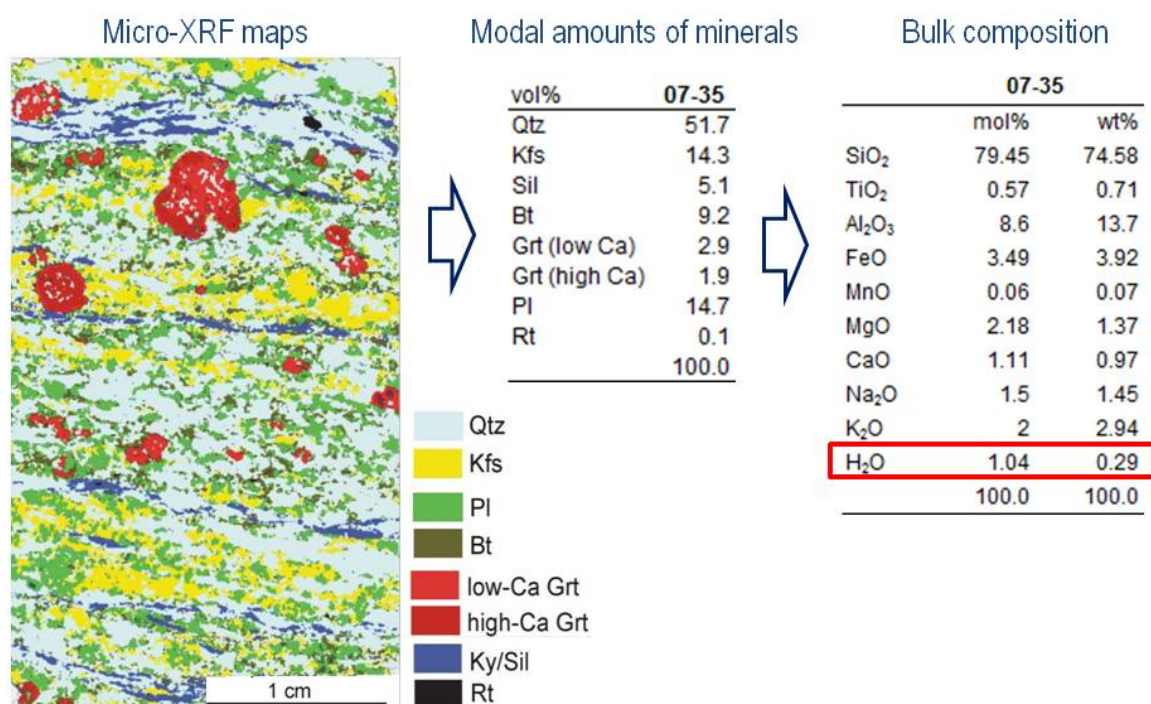 Micro-XRF maps
Modal amounts of minerals
Bulk composition
vol% 07-35
Qtz 51.7
Kfs 14.3
Sil 5.1
Bt 9.2
Grt (low Ca) 2.9
Grt (high Ca) 1.9
Pl 14.7
Rt 0.1
100.0
07-35
mol% wt%
SiO₂ 79.45 74.58
TiO₂ 0.57 0.71
Al₂O₃ 8.6 13.7
FeO 3.49 3.92
MnO 0.06 0.07
MgO 2.18 1.37
CaO 1.11 0.97
Na₂O 1.5 1.45
K₂O 2 2.94
H₂O 1.04 0.29
100.0 100.0
Qtz
Kfs
Pl
Bt
low-Ca Grt
high-Ca Grt
Ky/Sil
Rt
1 cm